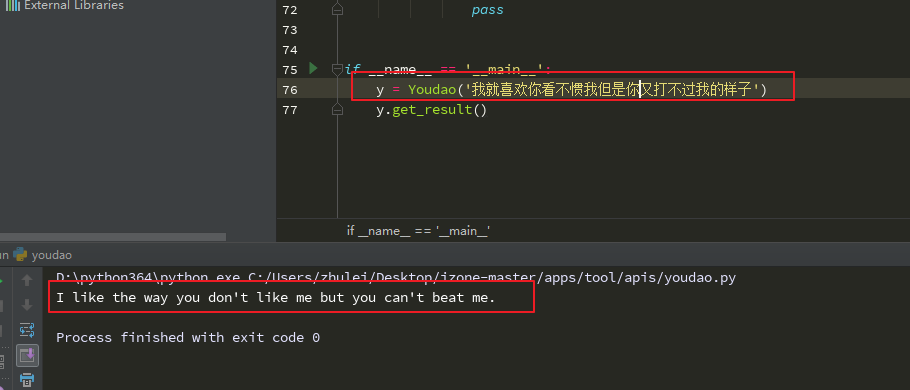 External Libraries
72 pass
73
74
75 if __name__ == '__main__':
76 y = Youdao('我就喜欢你看不惯我但是你又打不过我的样子')
77 y.get_result()
if __name__ == '__main__'
youdao
D:\python364\python.exe C:/Users/zhulei/Desktop/izone-master/apps/tool/apis/youdao.py
I like the way you don't like me but you can't beat me.
Process finished with exit code 0